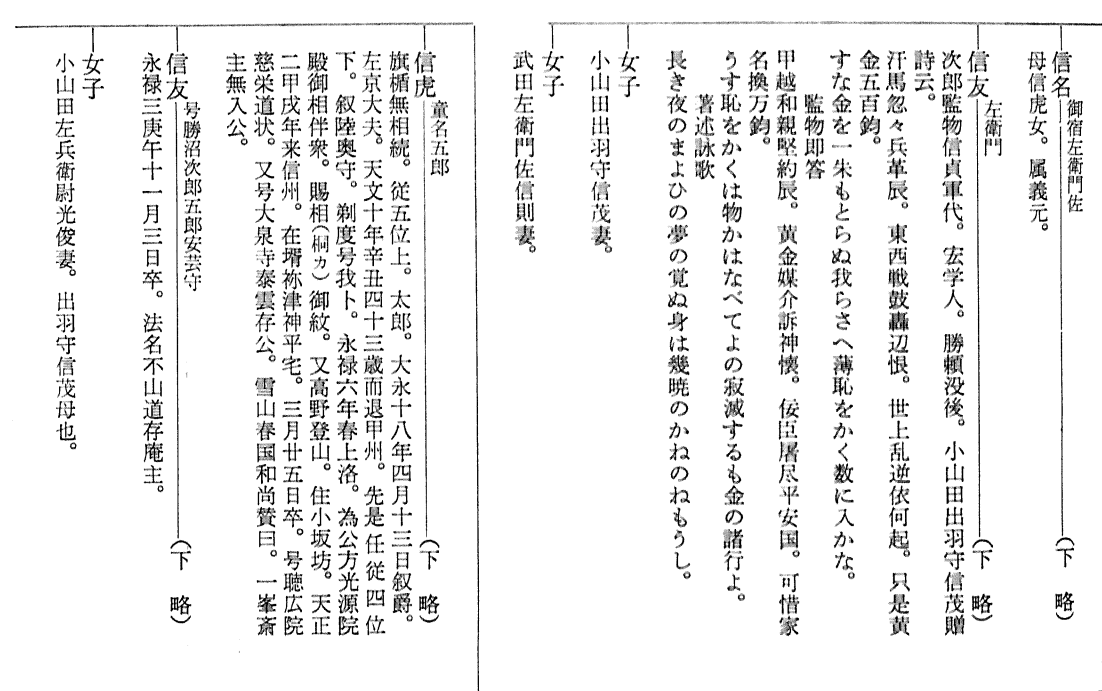 信名 御宿左衛門佐 (下略)
母信虎女。属義元。
信友 左衛門 (下略)
次郎監物信貞軍代。宏学人。勝頼没後。小山田出羽守信茂贈
詩云。
汗馬忽々兵革辰。東西戦鼓轟辺恨。世上乱逆依何起。只是黄
金五百鈞。
すな金を一朱もとらぬ我らさへ薄恥をかく数に入かな。
監物即答
甲越和親堅約辰。黄金媒介訴神懐。佞臣屠尽平安国。可惜家
名換万鈞。
うす恥をかくは物かはなべてよの寂滅するも金の諸行よ。
著述詠歌
長き夜のまよひの夢の覚ぬ身は幾暁のかねのねもうし。
女子
小山田出羽守信茂妻。
女子
武田左衛門佐信則妻。
信虎 童名五郎 (下略)
旗楯無相続。従五位上。太郎。大永十八年四月十三日叙爵。
左京大夫。天文十年辛丑四十三歳而退甲州。先是任従四位
下。叙陸奥守。剃度号我卜。永禄六年春上洛。為公方光源院
殿御相伴衆。賜相(桐カ)御紋。又高野登山。住小坂坊。天正
二甲戌年来信州。在壻祢津神平宅。三月廿五日卒。号聴広院
慈栄道状。又号大泉寺泰雲存公。雪山春国和尚賛曰。一峯斎
主無入公。
信友 号勝沼次郎五郎安芸守 (下略)
永禄三庚午十一月三日卒。法名不山道存庵主。
女子
小山田左兵衛尉光俊妻。出羽守信茂母也。